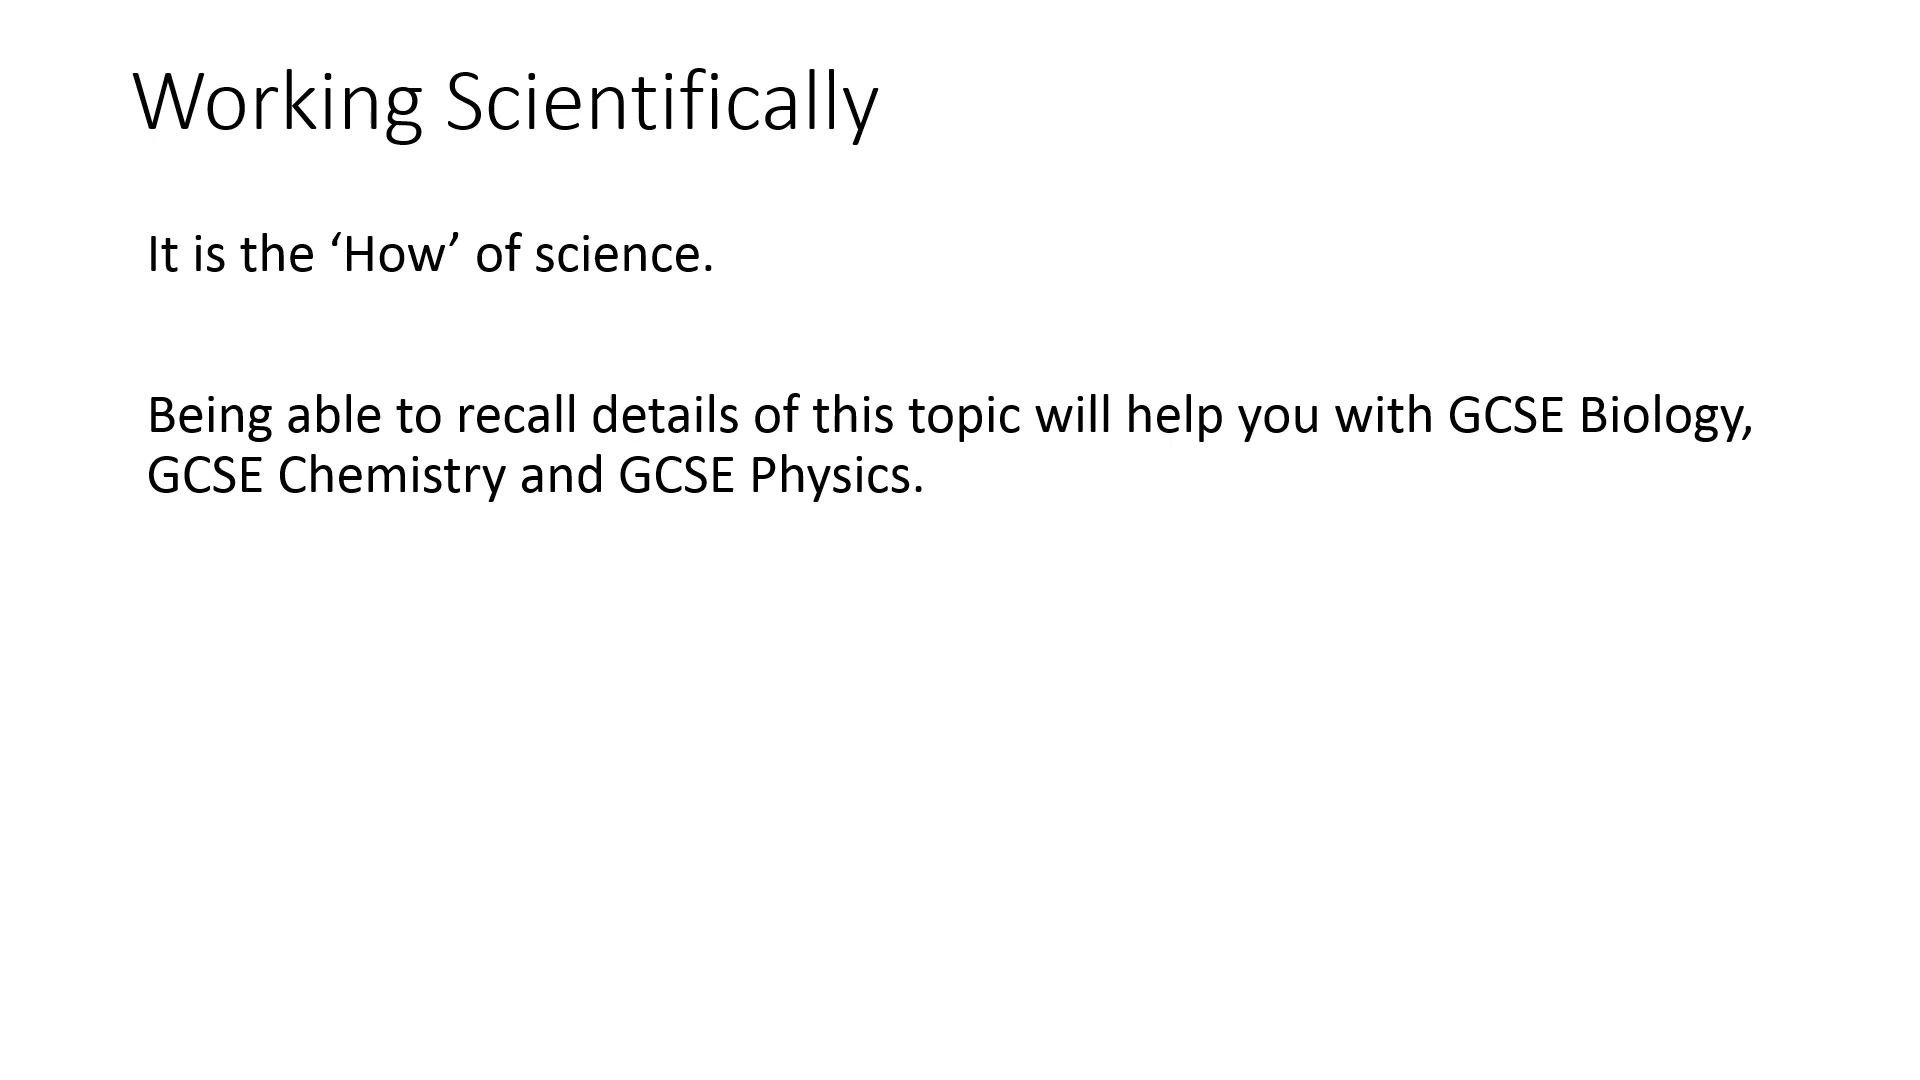 Working Scientifically
It is the ‘How’ of science.
Being able to recall details of this topic will help you with GCSE Biology,
GCSE Chemistry and GCSE Physics.